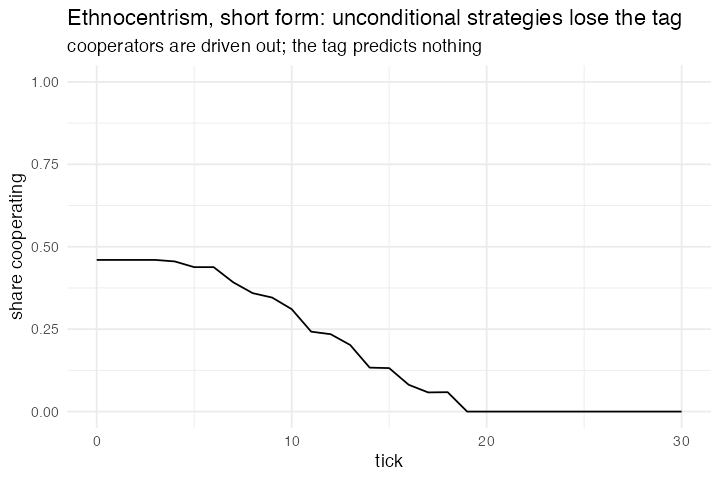 Ethnocentrism, short form: unconditional strategies lose the tag
cooperators are driven out; the tag predicts nothing
1.00
0.75
0.50
0.25
0.00
share cooperating
0 10 20 30
tick